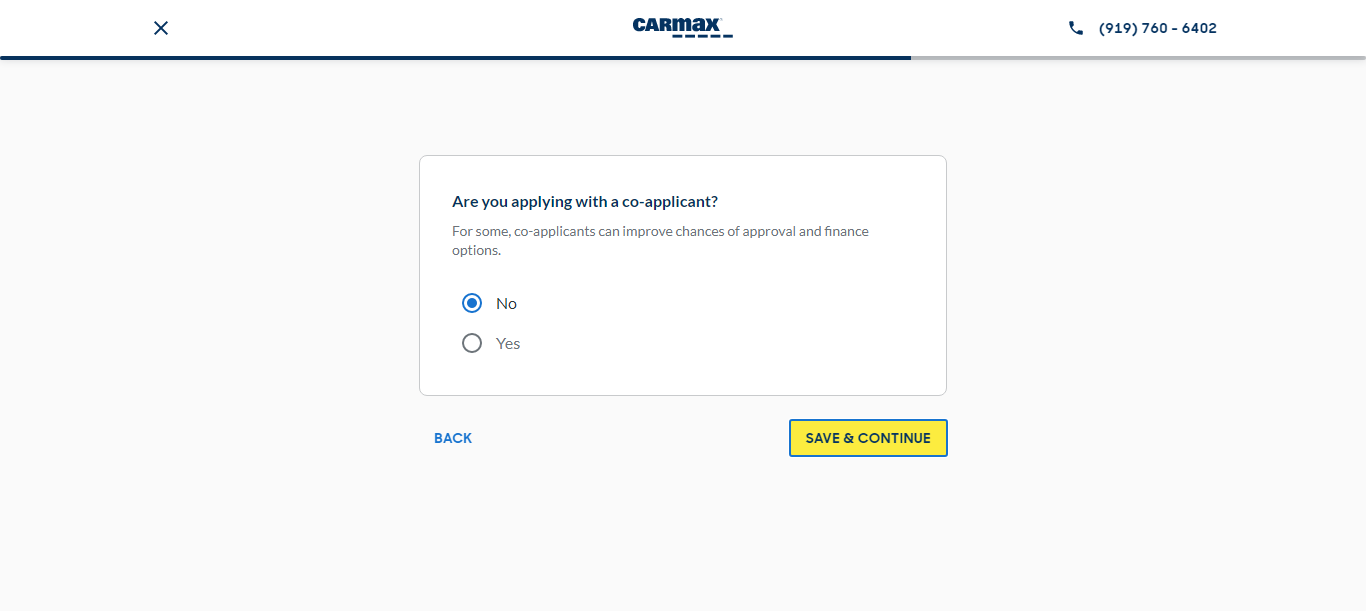 CARMAX
(919) 760 - 6402
Are you applying with a co-applicant?
For some, co-applicants can improve chances of approval and finance
options.
No
Yes
BACK
SAVE & CONTINUE